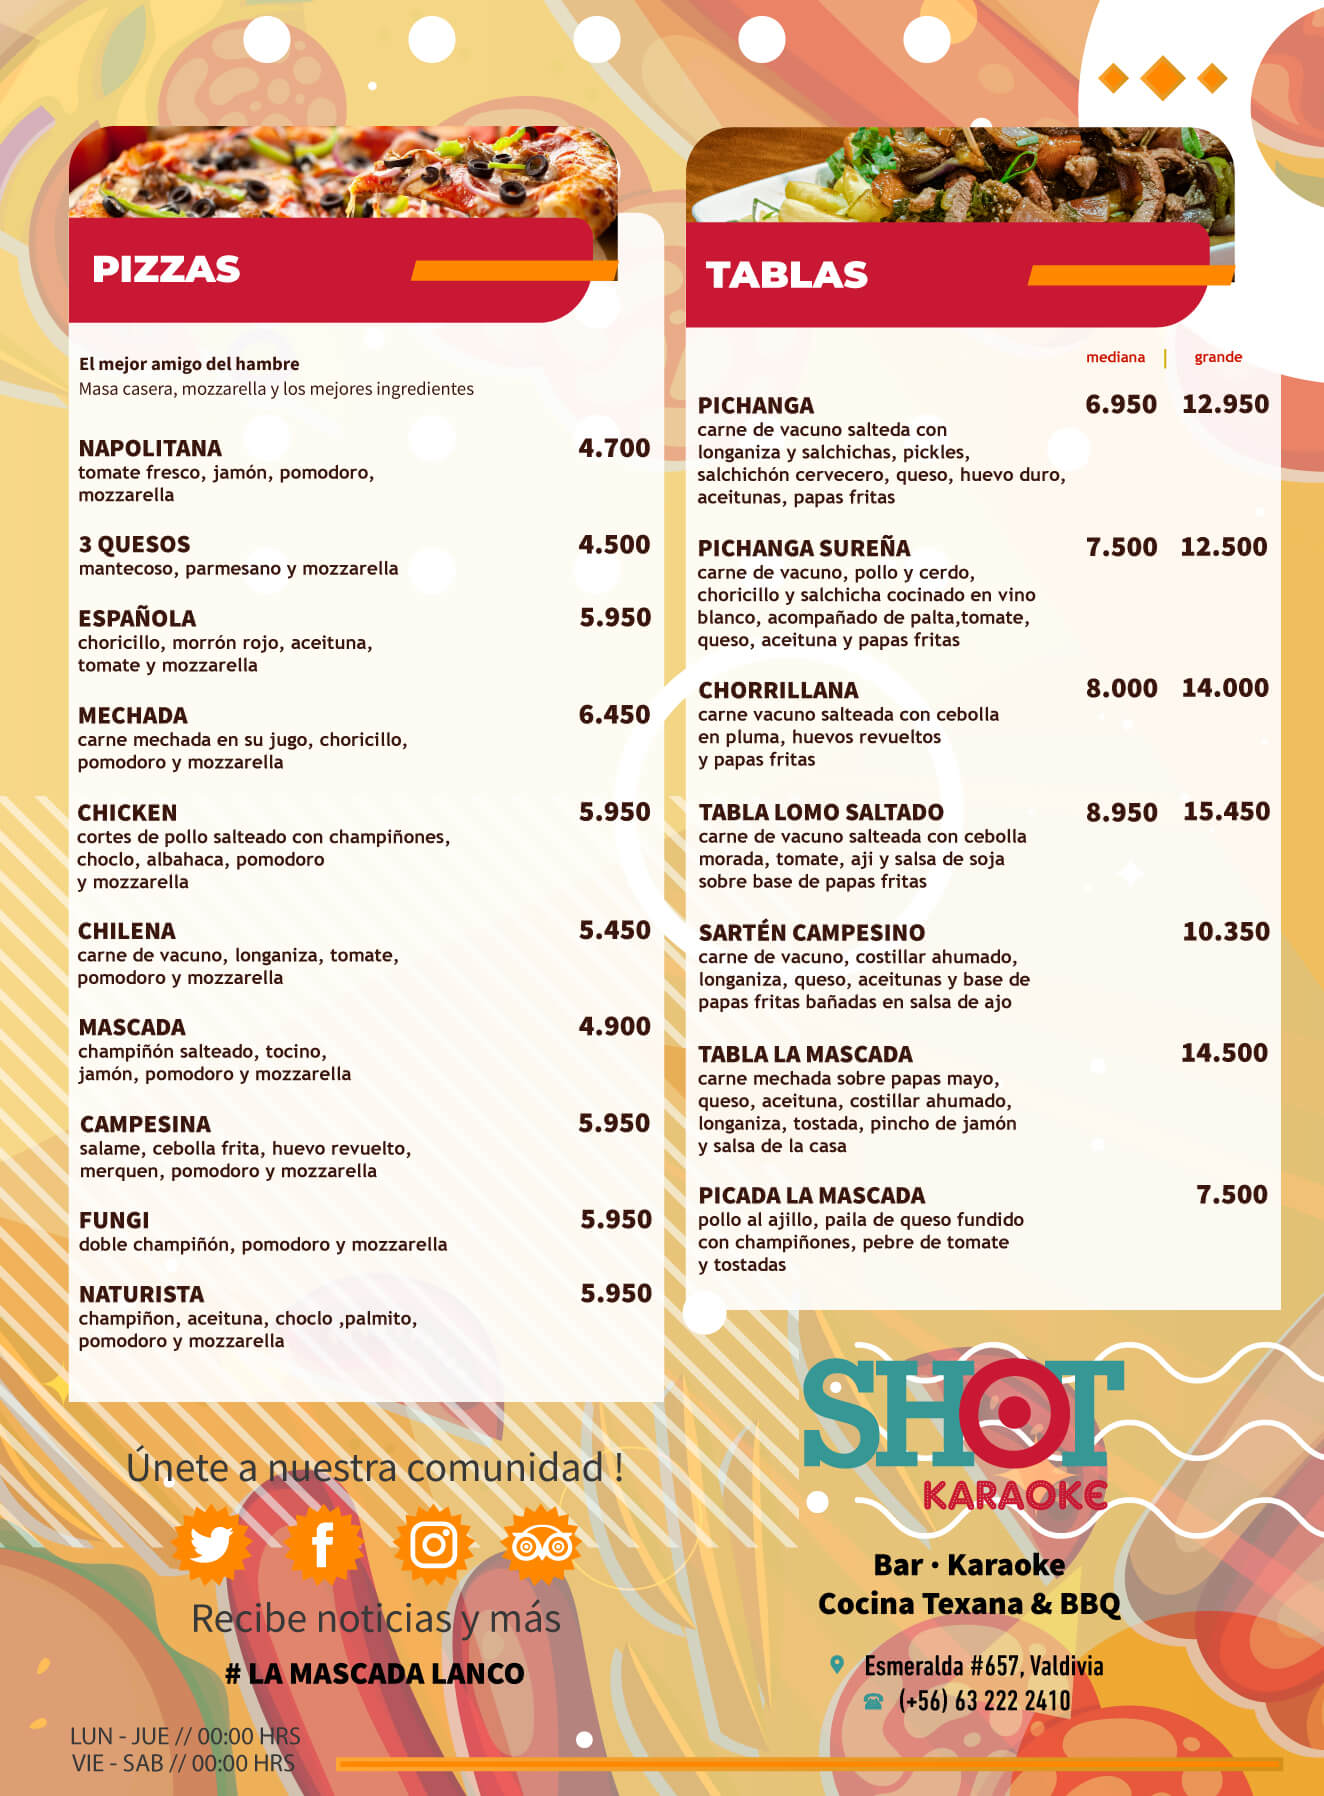 PIZZAS
El mejor amigo del hambre
Masa casera, mozzarella y los mejores ingredientes
NAPOLITANA 4.700
tomate fresco, jamón, pomodoro,
mozzarella
3 QUESOS 4.500
mantecoso, parmesano y mozzarella
ESPAÑOLA 5.950
choricillo, morrón rojo, aceituna,
tomate y mozzarella
MECHADA 6.450
carne mechada en su jugo, choricillo,
pomodoro y mozzarella
CHICKEN 5.950
cortes de pollo salteado con champiñones,
choclo, albahaca, pomodoro
y mozzarella
CHILENA 5.450
carne de vacuno, longaniza, tomate,
pomodoro y mozzarella
MASCADA 4.900
champiñón salteado, tocino,
jamón, pomodoro y mozzarella
CAMPESINA 5.950
salame, cebolla frita, huevo revuelto,
merquen, pomodoro y mozzarella
FUNGI 5.950
doble champiñón, pomodoro y mozzarella
NATURISTA 5.950
champiñon, aceituna, choclo ,palmito,
pomodoro y mozzarella
TABLAS
mediana | grande
PICHANGA 6.950 12.950
carne de vacuno salteda con
longaniza y salchichas, pickles,
salchichón cervecero, queso, huevo duro,
aceitunas, papas fritas
PICHANGA SUREÑA 7.500 12.500
carne de vacuno, pollo y cerdo,
choricillo y salchicha cocinado en vino
blanco, acompañado de palta,tomate,
queso, aceituna y papas fritas
CHORRILLANA 8.000 14.000
carne vacuno salteada con cebolla
en pluma, huevos revueltos
y papas fritas
TABLA LOMO SALTADO 8.950 15.450
carne de vacuno salteada con cebolla
morada, tomate, aji y salsa de soja
sobre base de papas fritas
SARTÉN CAMPESINO 10.350
carne de vacuno, costillar ahumado,
longaniza, queso, aceitunas y base de
papas fritas bañadas en salsa de ajo
TABLA LA MASCADA 14.500
carne mechada sobre papas mayo,
queso, aceituna, costillar ahumado,
longaniza, tostada, pincho de jamón
y salsa de la casa
PICADA LA MASCADA 7.500
pollo al ajillo, paila de queso fundido
con champiñones, pebre de tomate
y tostadas
Únete a nuestra comunidad !
Recibe noticias y más
# LA MASCADA LANCO
LUN - JUE // 00:00 HRS
VIE - SAB // 00:00 HRS
SHOT
KARAOKE
Bar · Karaoke
Cocina Texana & BBQ
Esmeralda #657, Valdivia
(+56) 63 222 2410